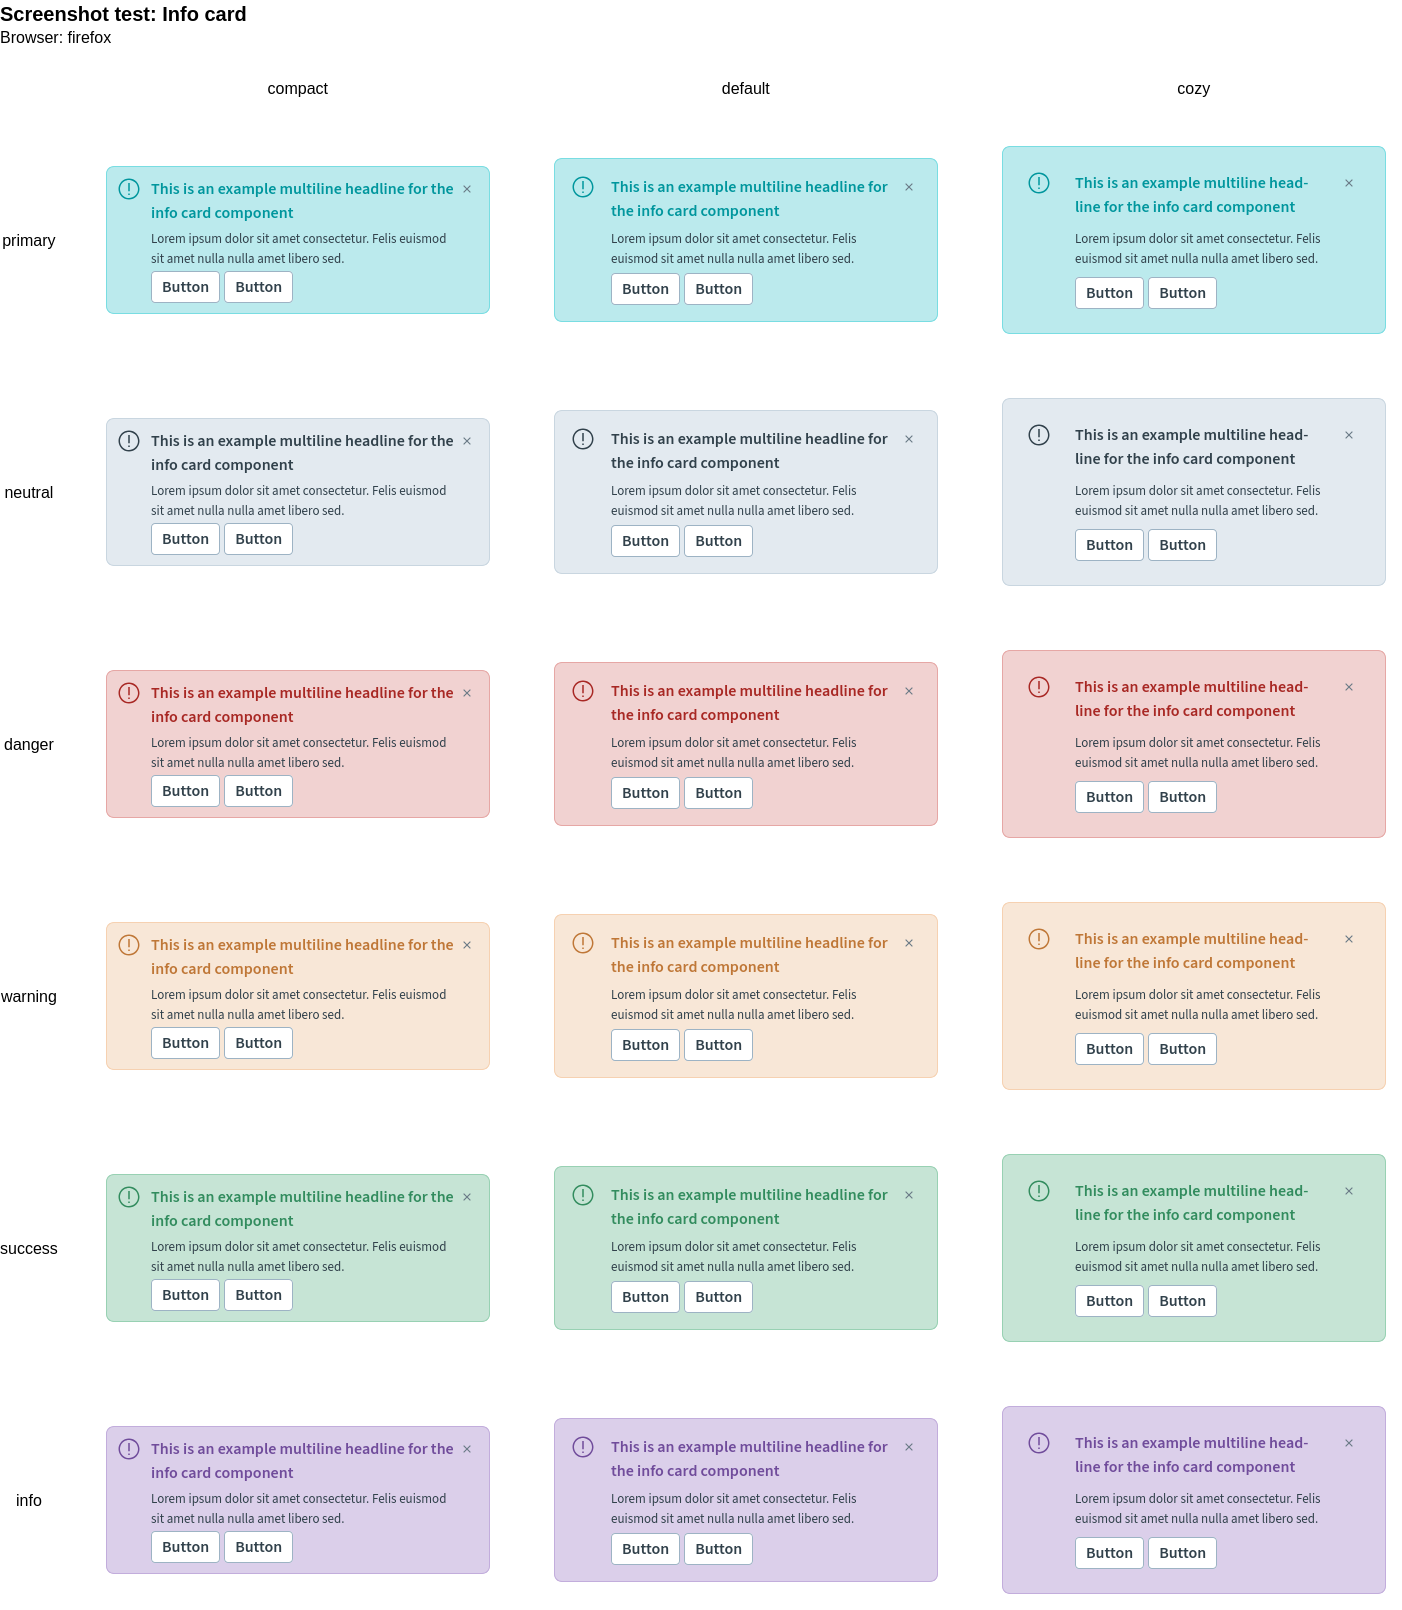 Screenshot test: Info card
Browser: firefox
compact default cozy
primary
This is an example multiline headline for the ×
info card component
Lorem ipsum dolor sit amet consectetur. Felis euismod
sit amet nulla nulla amet libero sed.
Button Button
This is an example multiline headline for ×
the info card component
Lorem ipsum dolor sit amet consectetur. Felis
euismod sit amet nulla nulla amet libero sed.
Button Button
This is an example multiline head- ×
line for the info card component
Lorem ipsum dolor sit amet consectetur. Felis
euismod sit amet nulla nulla amet libero sed.
Button Button
neutral
This is an example multiline headline for the ×
info card component
Lorem ipsum dolor sit amet consectetur. Felis euismod
sit amet nulla nulla amet libero sed.
Button Button
This is an example multiline headline for ×
the info card component
Lorem ipsum dolor sit amet consectetur. Felis
euismod sit amet nulla nulla amet libero sed.
Button Button
This is an example multiline head- ×
line for the info card component
Lorem ipsum dolor sit amet consectetur. Felis
euismod sit amet nulla nulla amet libero sed.
Button Button
danger
This is an example multiline headline for the ×
info card component
Lorem ipsum dolor sit amet consectetur. Felis euismod
sit amet nulla nulla amet libero sed.
Button Button
This is an example multiline headline for ×
the info card component
Lorem ipsum dolor sit amet consectetur. Felis
euismod sit amet nulla nulla amet libero sed.
Button Button
This is an example multiline head- ×
line for the info card component
Lorem ipsum dolor sit amet consectetur. Felis
euismod sit amet nulla nulla amet libero sed.
Button Button
warning
This is an example multiline headline for the ×
info card component
Lorem ipsum dolor sit amet consectetur. Felis euismod
sit amet nulla nulla amet libero sed.
Button Button
This is an example multiline headline for ×
the info card component
Lorem ipsum dolor sit amet consectetur. Felis
euismod sit amet nulla nulla amet libero sed.
Button Button
This is an example multiline head- ×
line for the info card component
Lorem ipsum dolor sit amet consectetur. Felis
euismod sit amet nulla nulla amet libero sed.
Button Button
success
This is an example multiline headline for the ×
info card component
Lorem ipsum dolor sit amet consectetur. Felis euismod
sit amet nulla nulla amet libero sed.
Button Button
This is an example multiline headline for ×
the info card component
Lorem ipsum dolor sit amet consectetur. Felis
euismod sit amet nulla nulla amet libero sed.
Button Button
This is an example multiline head- ×
line for the info card component
Lorem ipsum dolor sit amet consectetur. Felis
euismod sit amet nulla nulla amet libero sed.
Button Button
info
This is an example multiline headline for the ×
info card component
Lorem ipsum dolor sit amet consectetur. Felis euismod
sit amet nulla nulla amet libero sed.
Button Button
This is an example multiline headline for ×
the info card component
Lorem ipsum dolor sit amet consectetur. Felis
euismod sit amet nulla nulla amet libero sed.
Button Button
This is an example multiline head- ×
line for the info card component
Lorem ipsum dolor sit amet consectetur. Felis
euismod sit amet nulla nulla amet libero sed.
Button Button